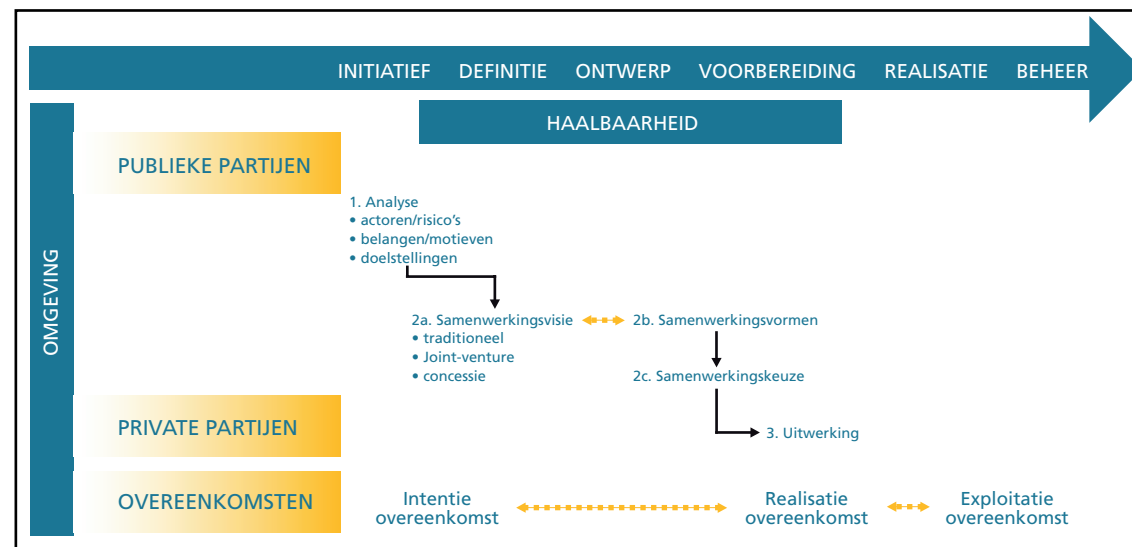 INITIATIEF DEFINITIE ONTWERP VOORBEREIDING REALISATIE BEHEER
HAALBAARHEID
OMGEVING
PUBLIEKE PARTIJEN
1. Analyse
• actoren/risico's
• belangen/motieven
• doelstellingen
2a. Samenwerkingsvisie
• traditioneel
• Joint-venture
• concessie
2b. Samenwerkingsvormen
2c. Samenwerkingskeuze
PRIVATE PARTIJEN
3. Uitwerking
OVEREENKOMSTEN
Intentie
overeenkomst
Realisatie
overeenkomst
Exploitatie
overeenkomst